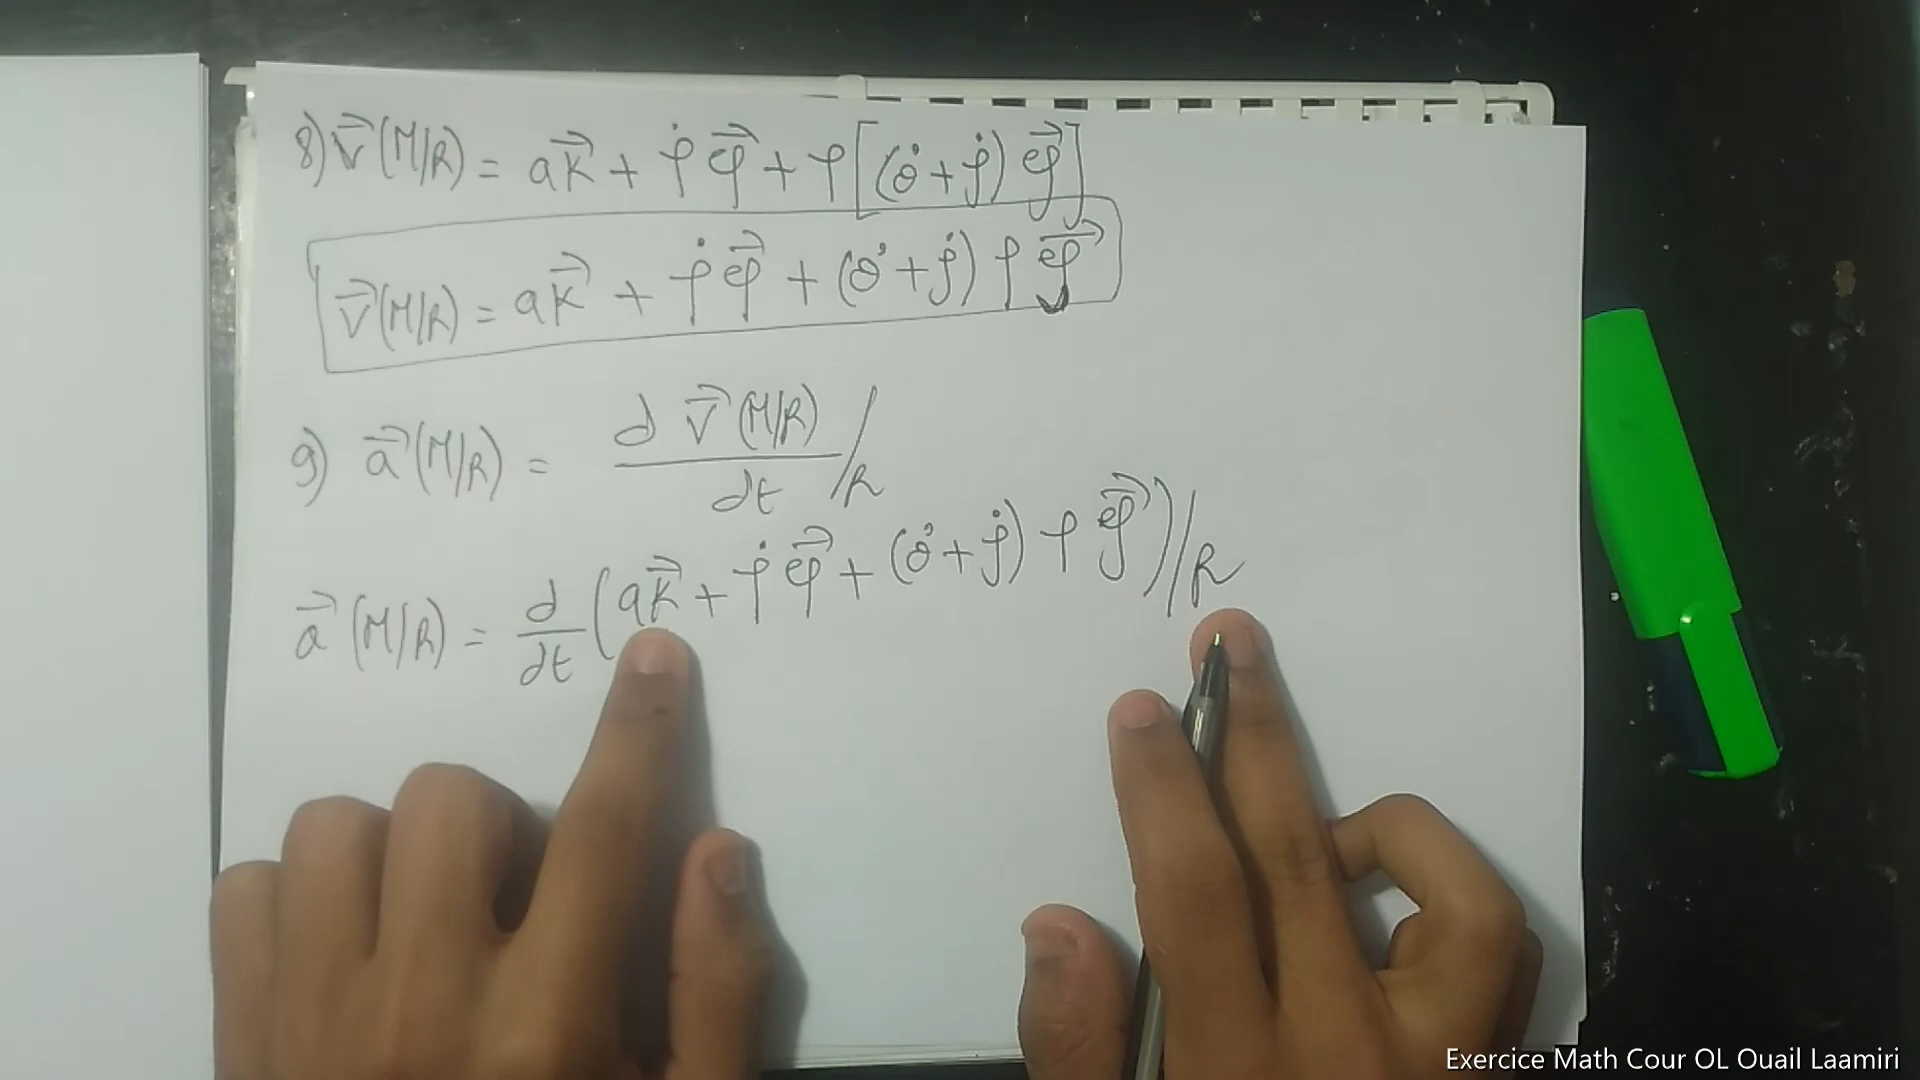 8) V⃗(M/R) = ak⃗ + ρ̇ e⃗ρ + ρ[(θ̇ + φ̇) e⃗φ]
V⃗(M/R) = ak⃗ + ρ̇ e⃗ρ + (θ̇ + φ̇) ρ e⃗φ
9) a⃗(M/R) = d V⃗(M/R) / dt /R
a⃗(M/R) = d/dt (ak⃗ + ρ̇ e⃗ρ + (θ̇ + φ̇) ρ e⃗φ)/R
Exercice Math Cour OL Ouail Laamiri